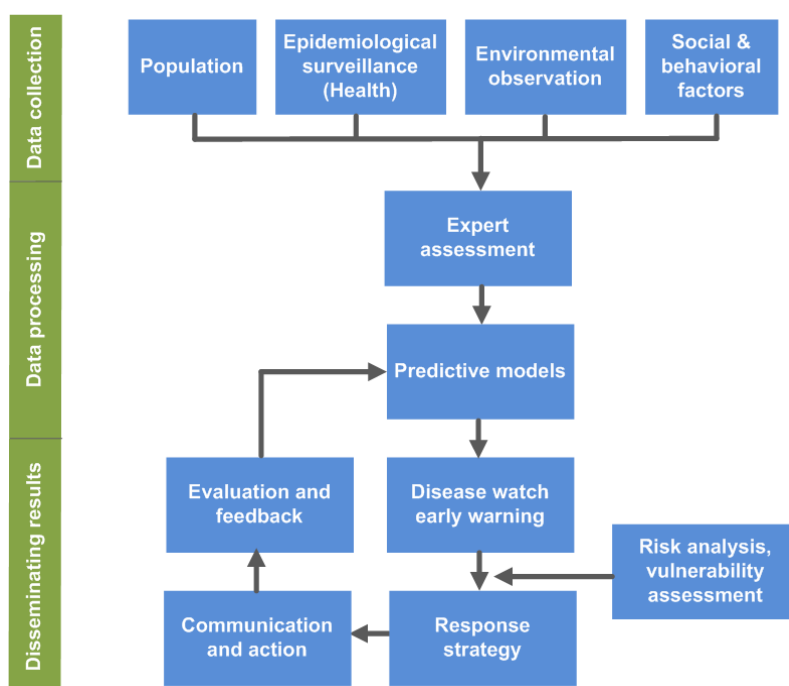 Data collection
Population
Epidemiological
surveillance
(Health)
Environmental
observation
Social &
behavioral
factors
Data processing
Expert
assessment
Predictive models
Disseminating results
Evaluation and
feedback
Disease watch
early warning
Risk analysis,
vulnerability
assessment
Communication
and action
Response
strategy